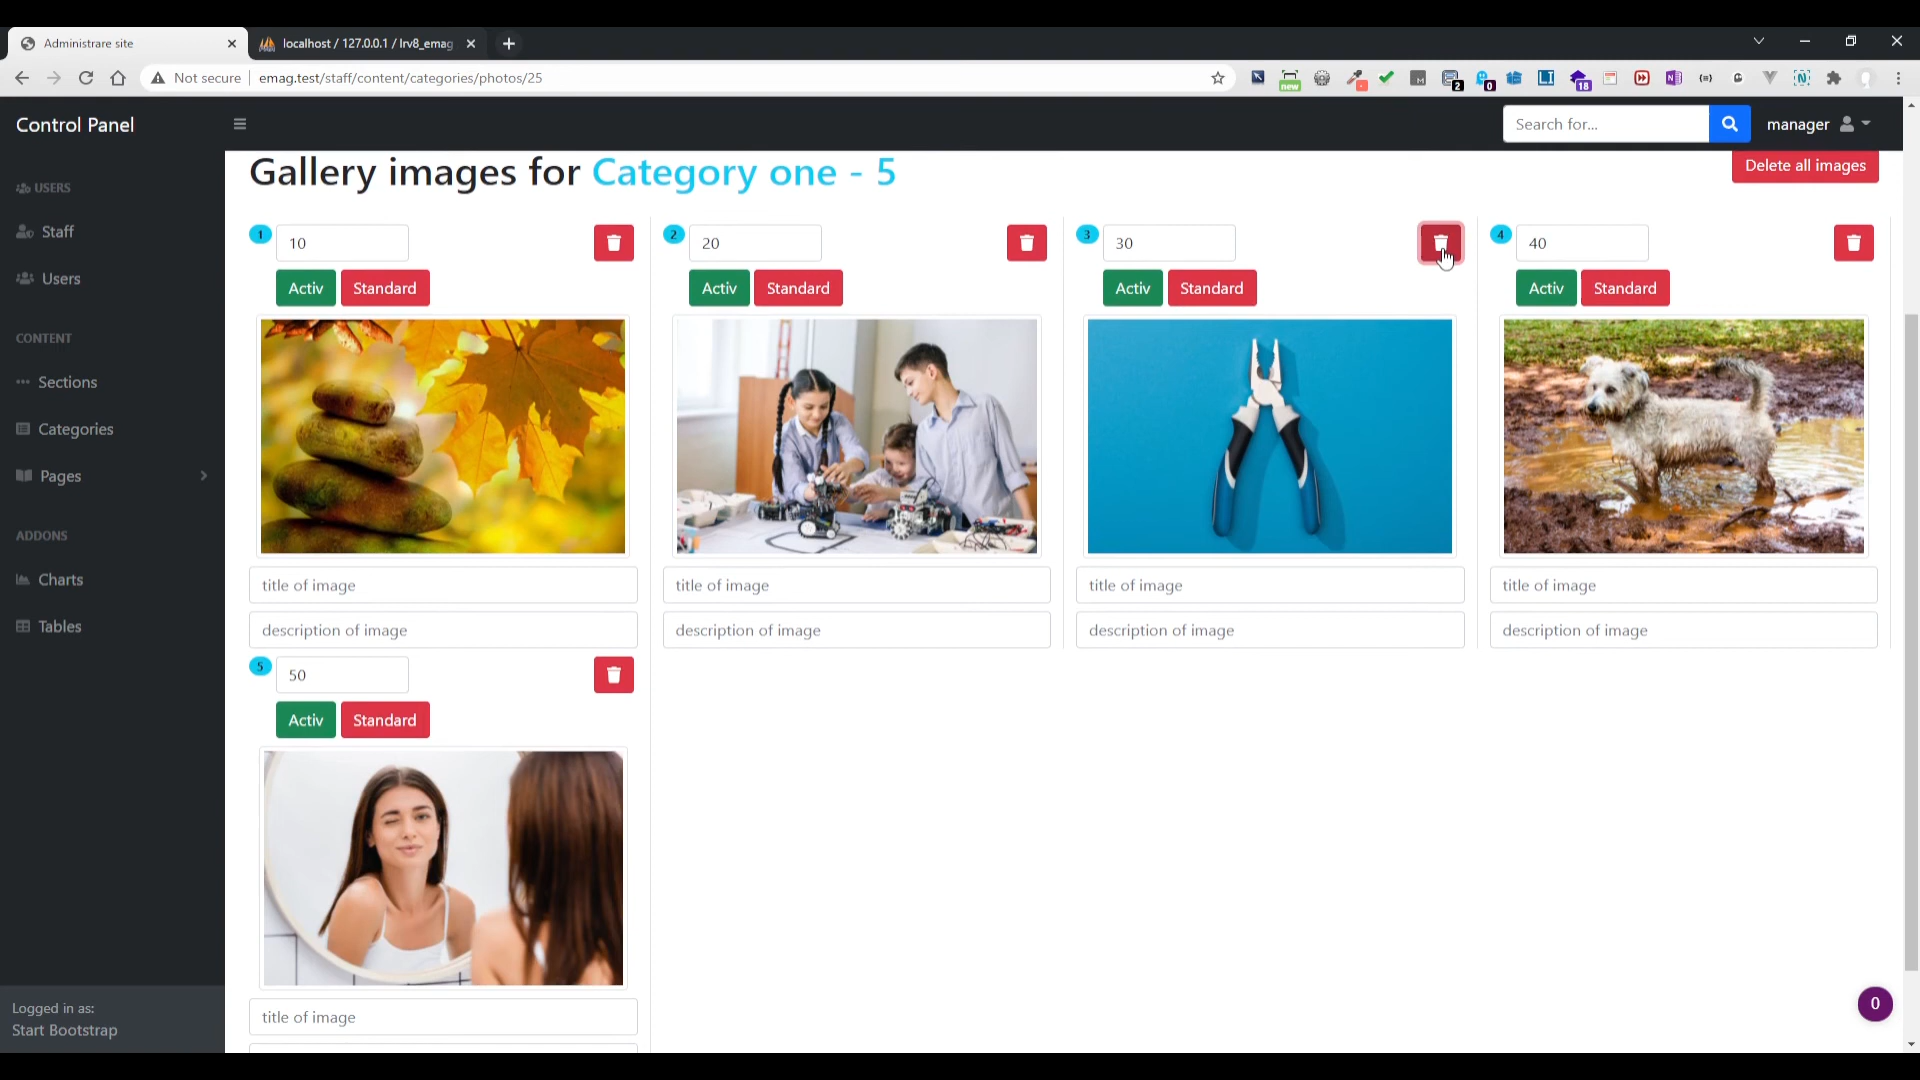 Administrare site
localhost / 127.0.0.1 / lrv8_emag
Not secure
emag.test/staff/content/categories/photos/25
new
2
0
18
Control Panel
Search for...
manager
USERS
Staff
Users
CONTENT
Sections
Categories
Pages
ADDONS
Charts
Tables
Logged in as:
Start Bootstrap
Gallery images for Category one - 5
Delete all images
1
10
Activ
Standard
title of image
description of image
2
20
Activ
Standard
title of image
description of image
3
30
Activ
Standard
title of image
description of image
4
40
Activ
Standard
title of image
description of image
5
50
Activ
Standard
title of image
0